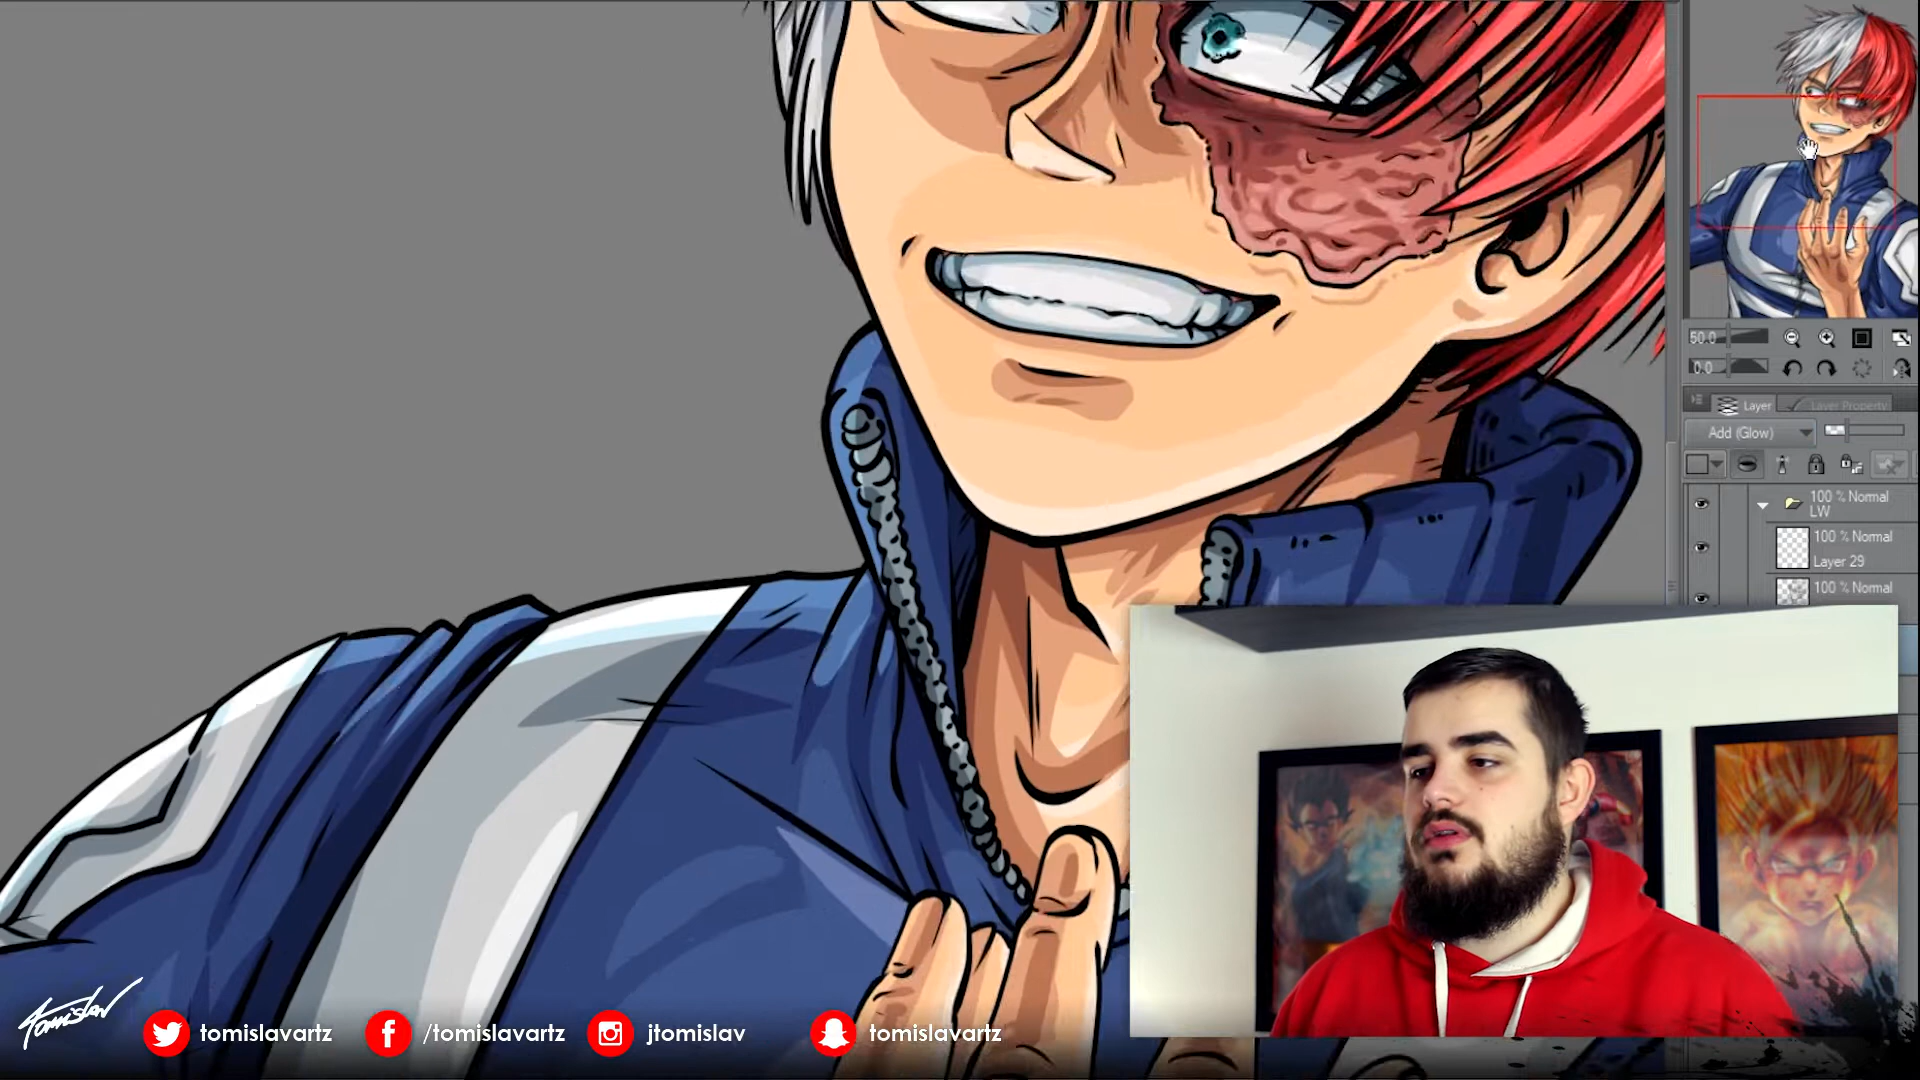 50.0
0.0
Layer
Layer Property
Add (Glow)
100 % Normal
LW
100 % Normal
Layer 29
100 % Normal
Tomislav
tomislavartz
/tomislavartz
jtomislav
tomislavartz